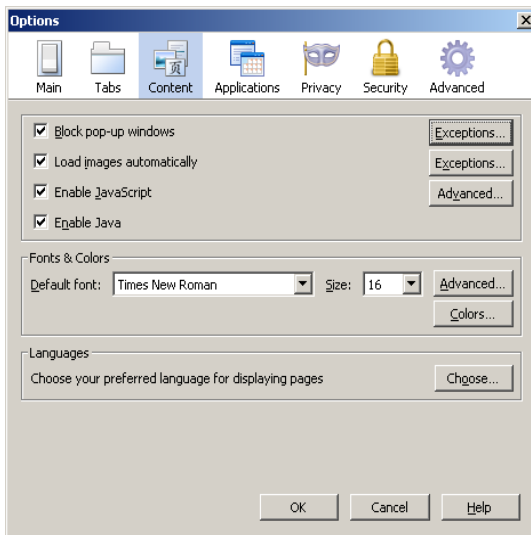 Options
Main Tabs Content Applications Privacy Security Advanced
Block pop-up windows Exceptions...
Load images automatically Exceptions...
Enable JavaScript Advanced...
Enable Java
Fonts & Colors
Default font: Times New Roman Size: 16 Advanced...
Colors...
Languages
Choose your preferred language for displaying pages Choose...
OK Cancel Help